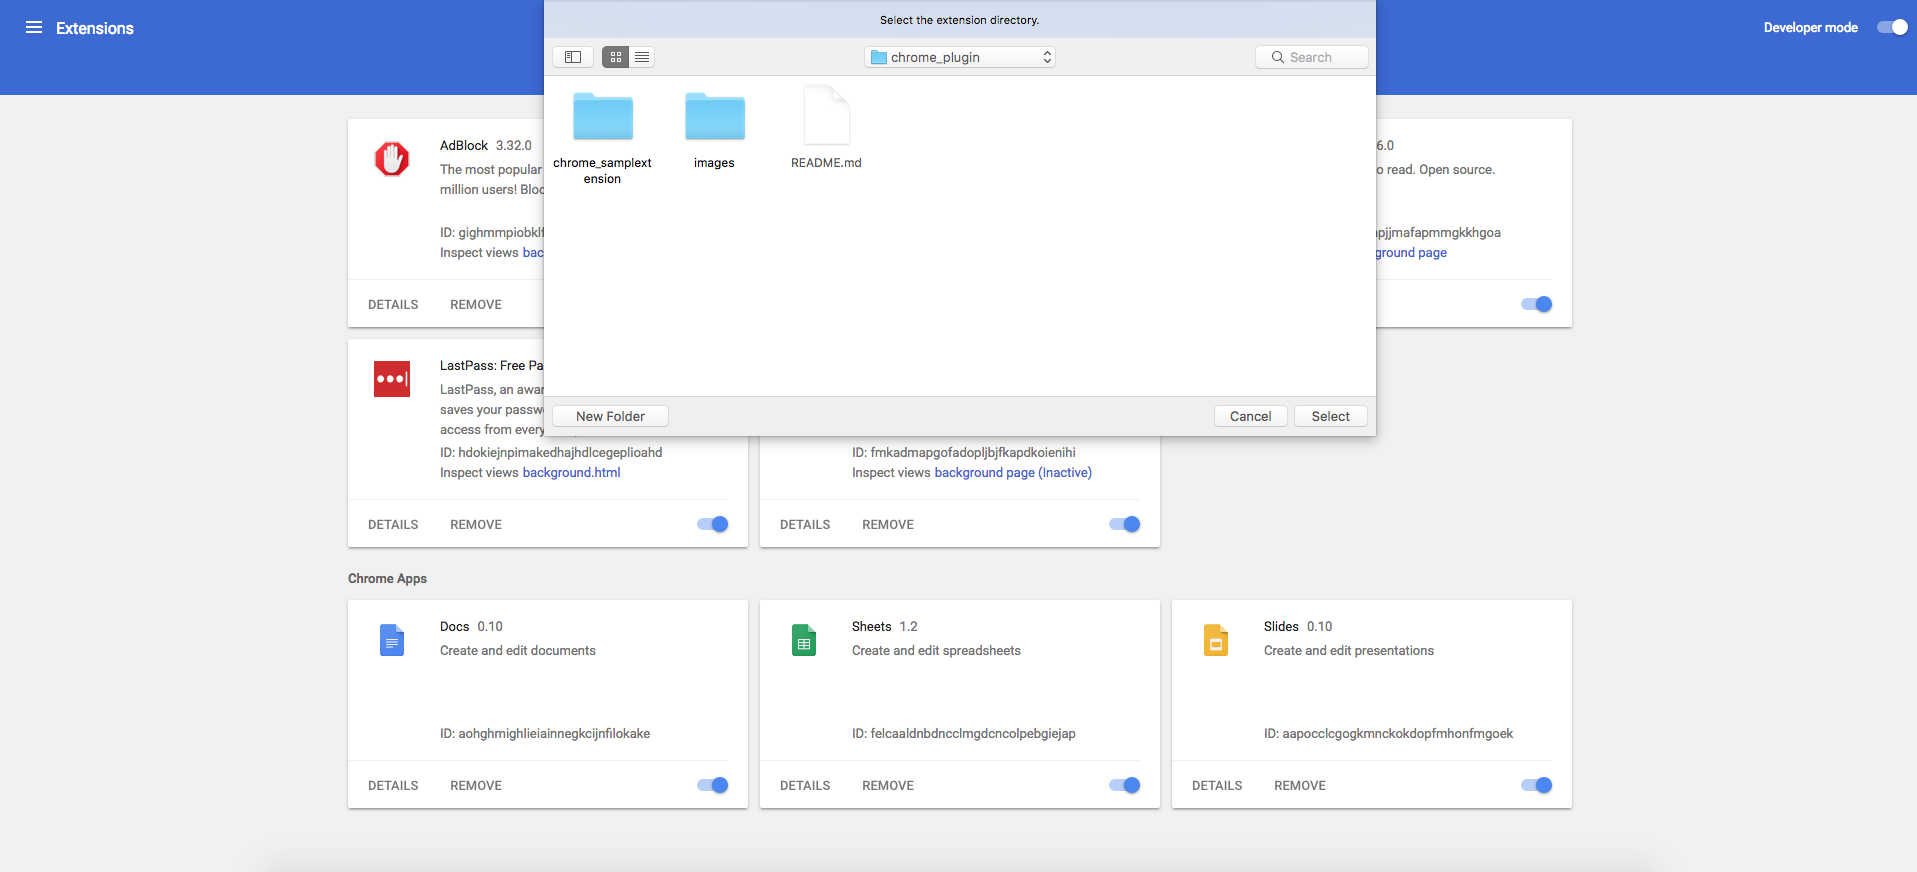 Extensions
Developer mode
Select the extension directory.
chrome_plugin
Search
chrome_samplext
ension
images
README.md
New Folder
Cancel
Select
AdBlock 3.32.0
The most popular
million users! Bloc
ID: gighmmpiobklf
Inspect views bac
DETAILS
REMOVE
6.0
o read. Open source.
pjjmafapmmgkkhgoa
ground page
LastPass: Free Pa
LastPass, an awar
saves your passw
access from every
ID: hdokiejnpimakedhajhdlcegeplioahd
Inspect views background.html
DETAILS
REMOVE
ID: fmkadmapgofadopljbjfkapdkoienihi
Inspect views background page (Inactive)
DETAILS
REMOVE
Chrome Apps
Docs 0.10
Create and edit documents
ID: aohghmighlieiainnegkcijnfilokake
DETAILS
REMOVE
Sheets 1.2
Create and edit spreadsheets
ID: felcaaldnbdncclmgdcncolpebgiejap
DETAILS
REMOVE
Slides 0.10
Create and edit presentations
ID: aapocclcgogkmnckokdopfmhonfmgoek
DETAILS
REMOVE